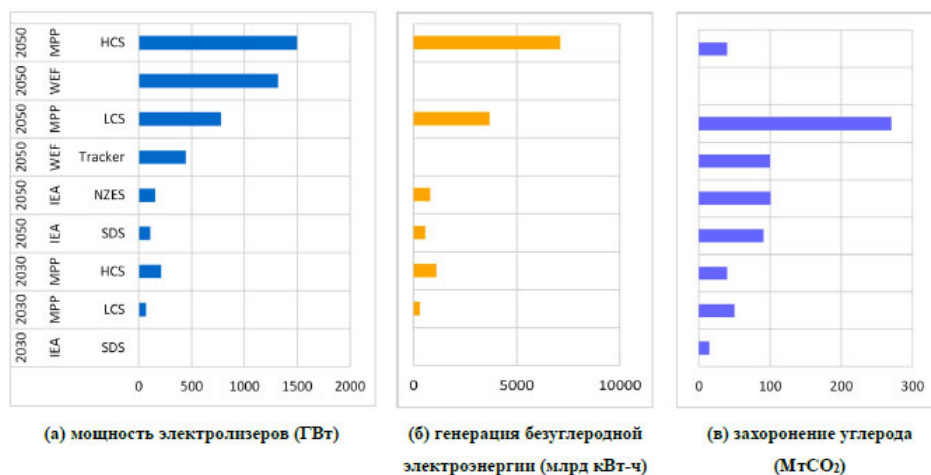 2050 MPP HCS
2050 WEF
2050 MPP LCS
2050 WEF Tracker
2050 IEA NZES
2050 IEA SDS
2030 MPP HCS
2030 MPP LCS
2030 IEA SDS
0 500 1000 1500 2000
0 5000 10000
0 100 200 300
(а) мощность электролизеров (ГВт)
(б) генерация безуглеродной
электроэнергии (млрд кВт-ч)
(в) захоронение углерода
(МтCO₂)